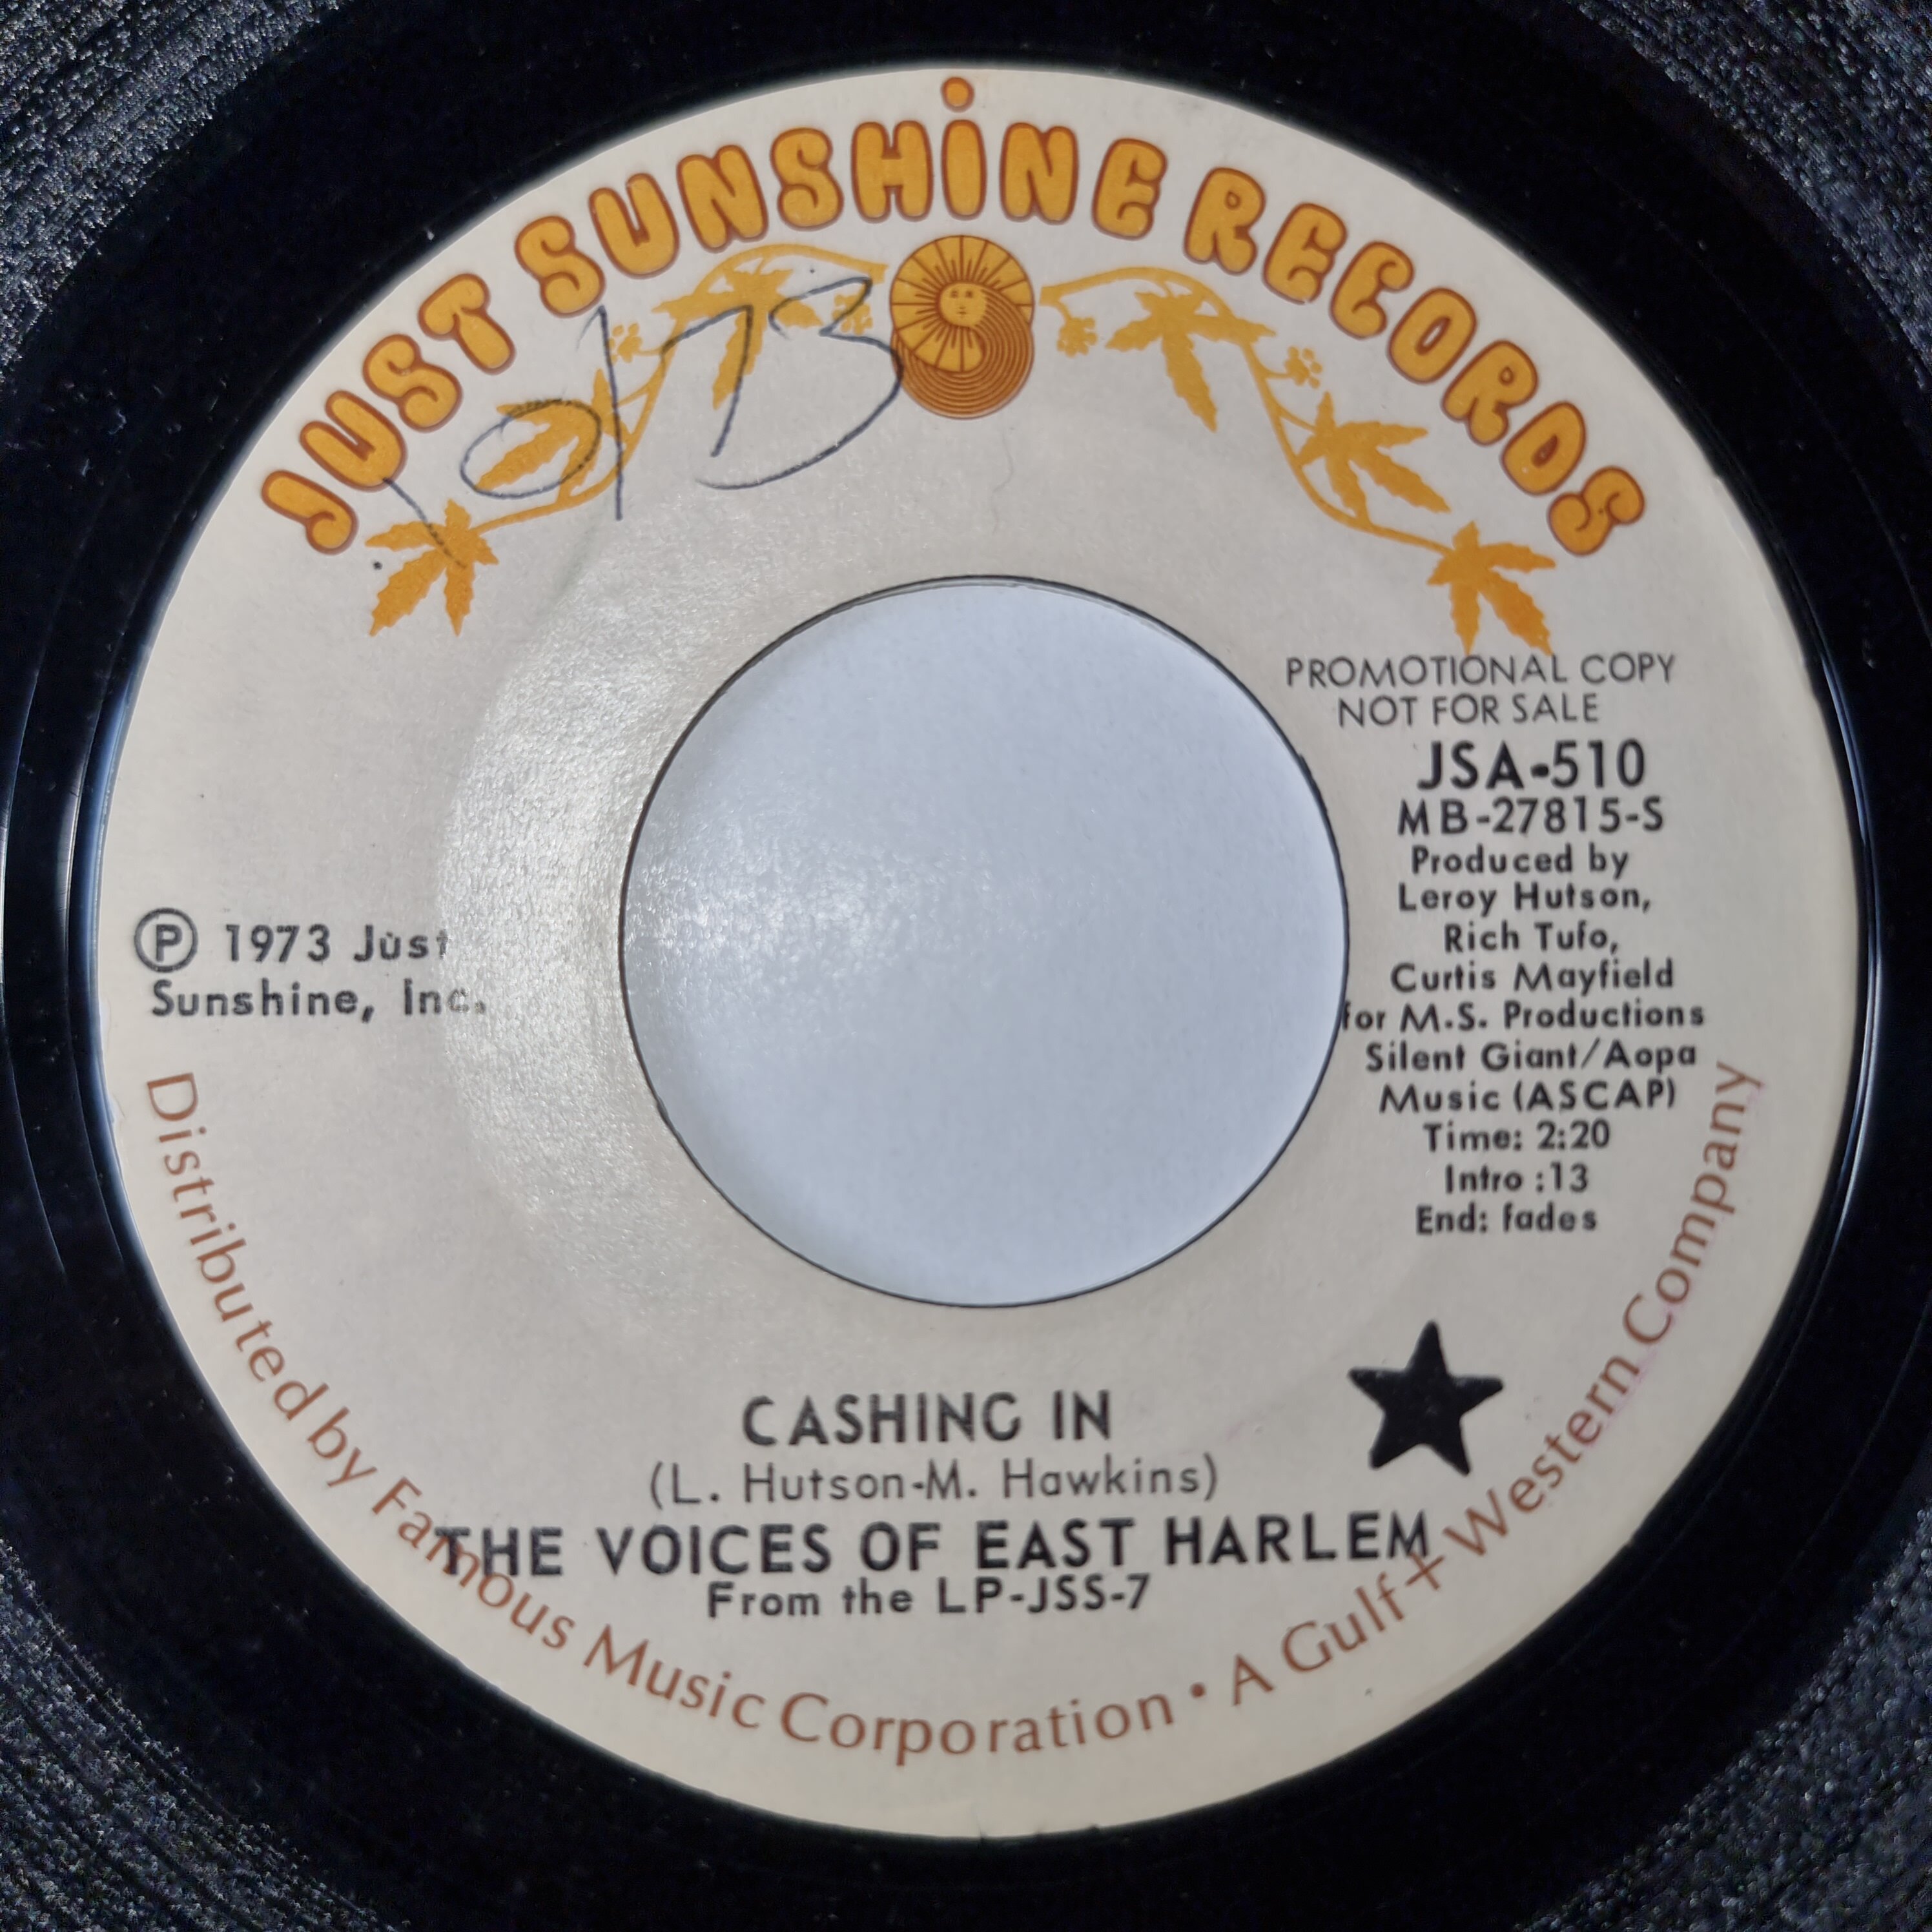 JUST SUNSHINE RECORDS
PROMOTIONAL COPY
NOT FOR SALE
JSA-510
MB-27815-S
Produced by
Leroy Hutson,
Rich Tufo,
Curtis Mayfield
for M.S. Productions
Silent Giant/Aopa
Music (ASCAP)
Time: 2:20
Intro :13
End: fades
Ⓟ 1973 Just
Sunshine, Inc.
CASHING IN
(L. Hutson-M. Hawkins)
THE VOICES OF EAST HARLEM
From the LP-JSS-7
Distributed by Famous Music Corporation • A Gulf+Western Company